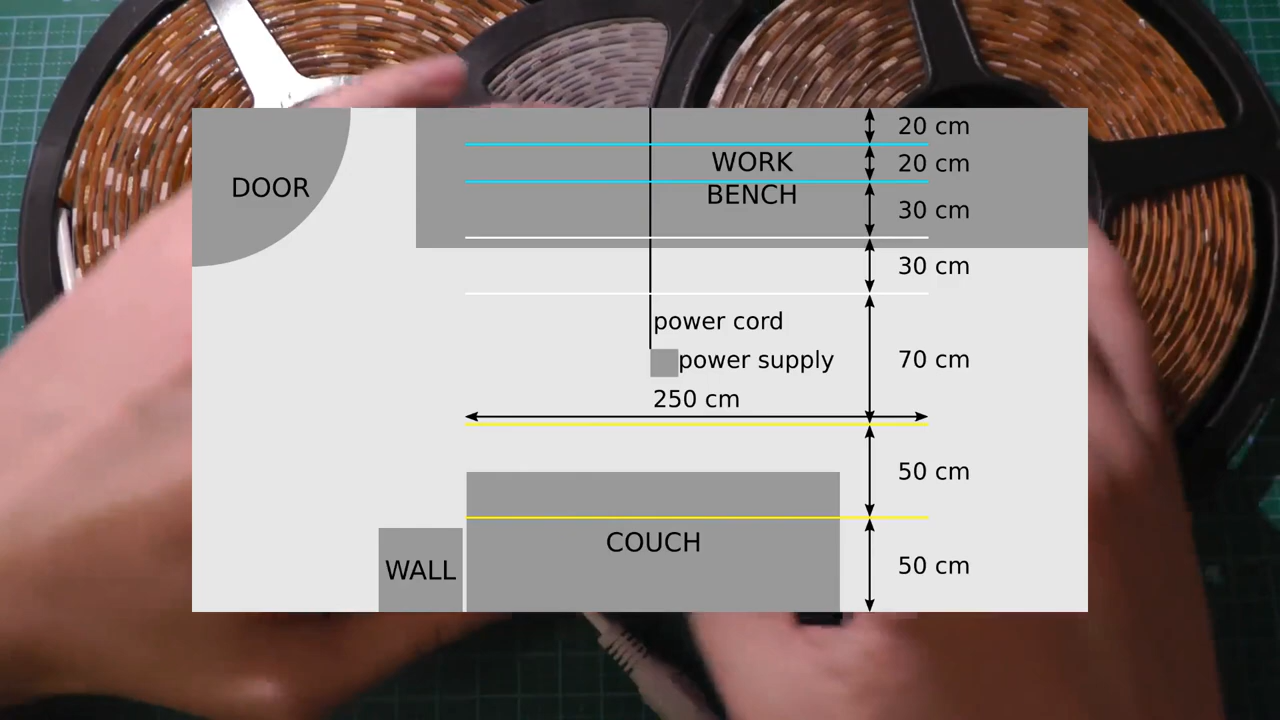 20 cm
WORK
20 cm
DOOR
BENCH
30 cm
30 cm
power cord
power supply
70 cm
250 cm
50 cm
COUCH
50 cm
WALL